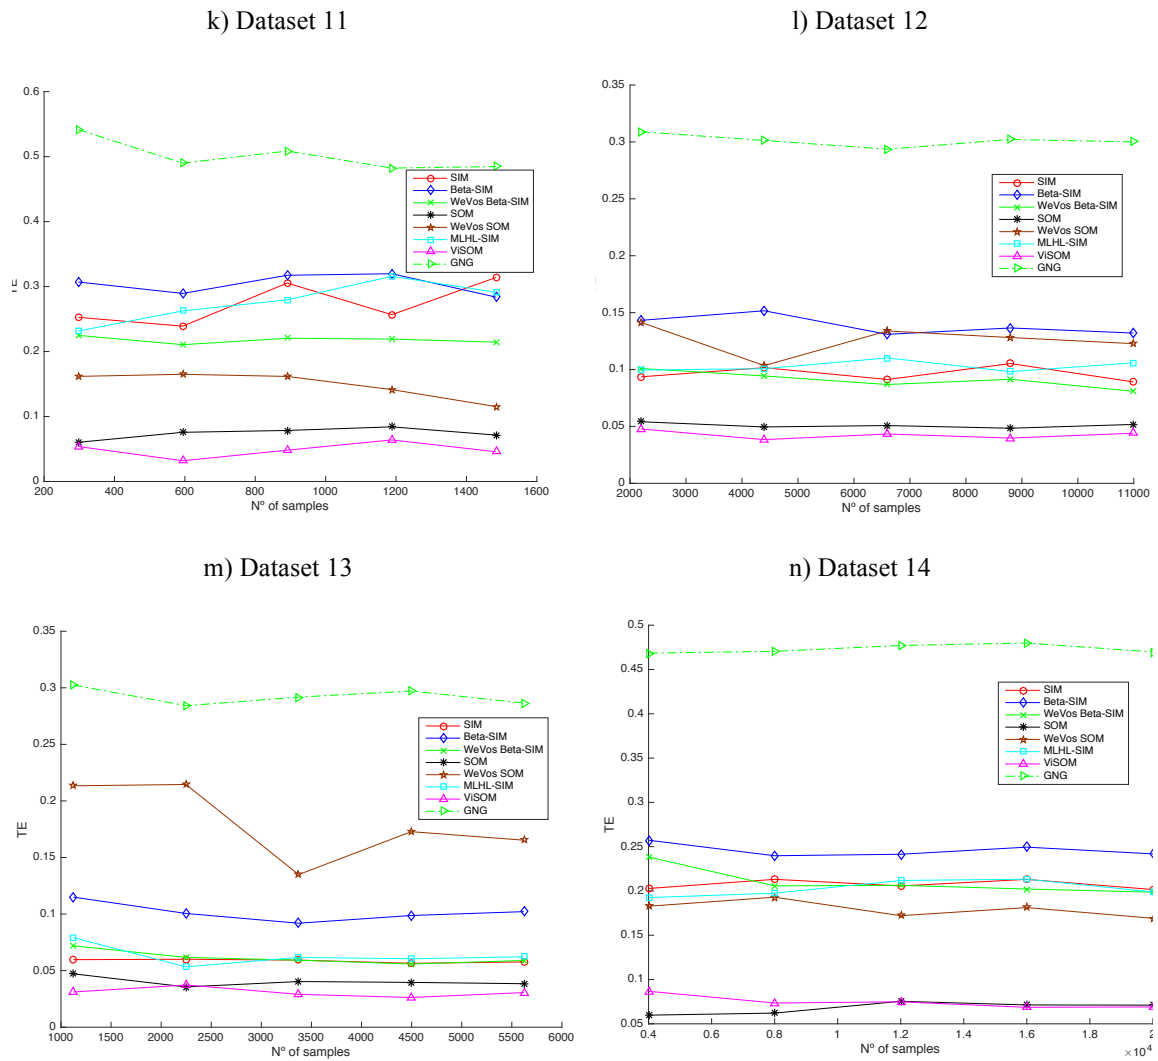 k) Dataset 11
0.6
0.5
0.4
0.3
0.2
0.1
0
TE
200
400
600
800
1000
1200
1400
1600
Nº of samples
SIM
Beta-SIM
WeVos Beta-SIM
SOM
WeVos SOM
MLHL-SIM
ViSOM
GNG
l) Dataset 12
0.35
0.3
0.25
0.2
0.15
0.1
0.05
0
2000
3000
4000
5000
6000
7000
8000
9000
10000
11000
Nº of samples
SIM
Beta-SIM
WeVos Beta-SIM
SOM
WeVos SOM
MLHL-SIM
ViSOM
GNG
m) Dataset 13
0.35
0.3
0.25
0.2
0.15
0.1
0.05
0
TE
1000
1500
2000
2500
3000
3500
4000
4500
5000
5500
6000
Nº of samples
SIM
Beta-SIM
WeVos Beta-SIM
SOM
WeVos SOM
MLHL-SIM
ViSOM
GNG
n) Dataset 14
0.5
0.45
0.4
0.35
0.3
0.25
0.2
0.15
0.1
0.05
TE
0.4
0.6
0.8
1
1.2
1.4
1.6
1.8
×10⁴
Nº of samples
SIM
Beta-SIM
WeVos Beta-SIM
SOM
WeVos SOM
MLHL-SIM
ViSOM
GNG